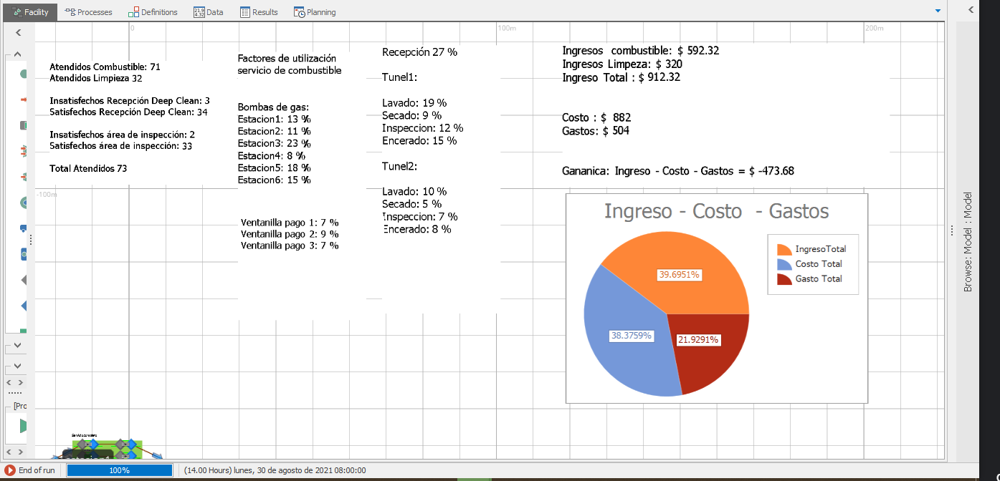 Facility
Processes
Definitions
Data
Results
Planning
0
100m
200m
-100m
Atendidos Combustible: 71
Atendidos Limpieza 32
Insatisfechos Recepción Deep Clean: 3
Satisfechos Recepción Deep Clean: 34
Insatisfechos área de inspección: 2
Satisfechos área de inspección: 33
Total Atendidos 73
Factores de utilización
servicio de combustible
Bombas de gas:
Estacion1: 13 %
Estacion2: 11 %
Estacion3: 23 %
Estacion4: 8 %
Estacion5: 18 %
Estacion6: 15 %
Ventanilla pago 1: 7 %
Ventanilla pago 2: 9 %
Ventanilla pago 3: 7 %
Recepción 27 %
Tunel1:
Lavado: 19 %
Secado: 9 %
Inspeccion: 12 %
Encerado: 15 %
Tunel2:
Lavado: 10 %
Secado: 5 %
Inspeccion: 7 %
Encerado: 8 %
Ingresos combustible: $ 592.32
Ingresos Limpeza: $ 320
Ingreso Total : $ 912.32
Costo : $ 882
Gastos: $ 504
Gananica: Ingreso - Costo - Gastos = $ -473.68
Ingreso - Costo - Gastos
39.6951%
38.3759%
21.9291%
IngresoTotal
Costo Total
Gasto Total
Browse: Model : Model
[Pro
End of run
100%
(14.00 Hours) lunes, 30 de agosto de 2021 08:00:00